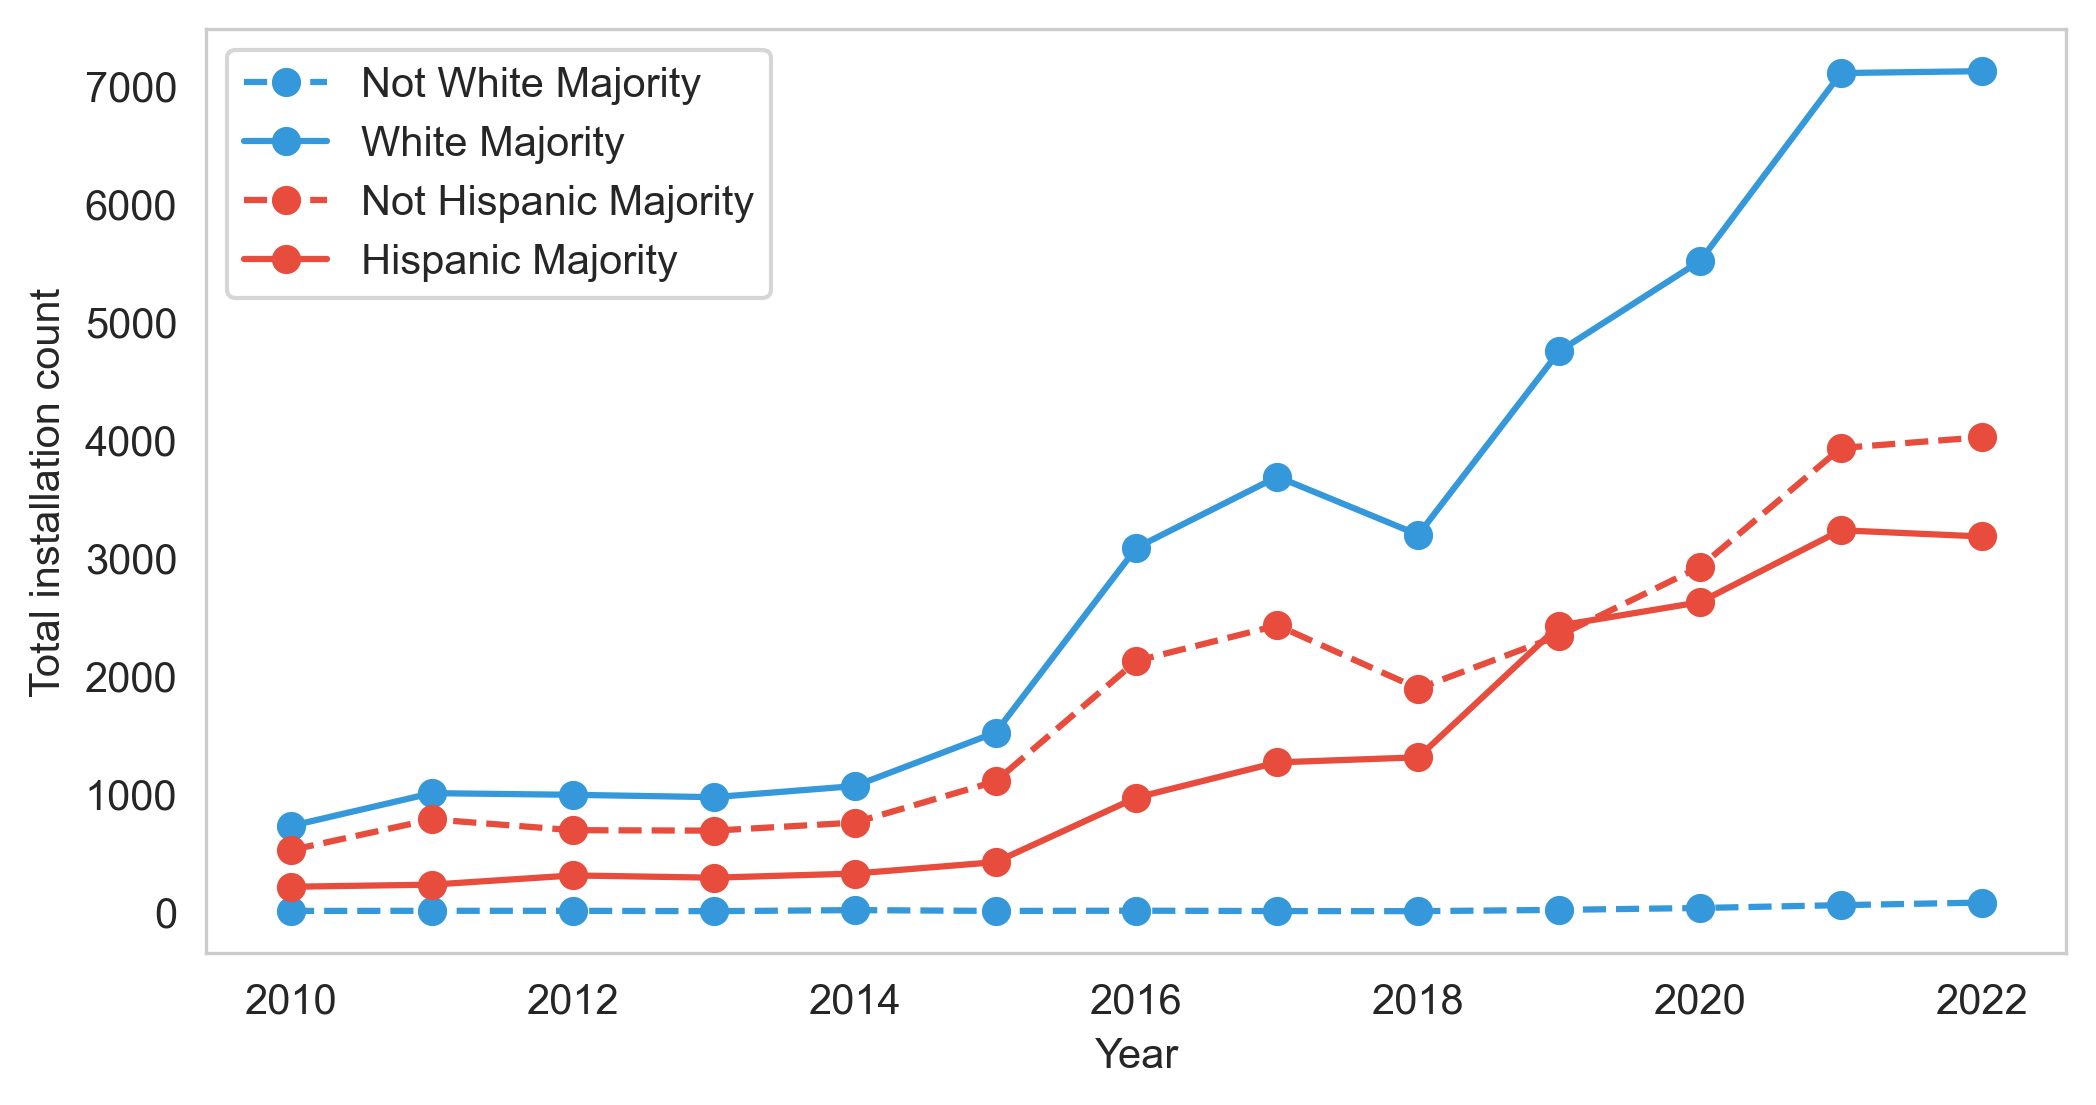 Not White Majority
White Majority
Not Hispanic Majority
Hispanic Majority
Total installation count
7000
6000
5000
4000
3000
2000
1000
0
2010 2012 2014 2016 2018 2020 2022
Year